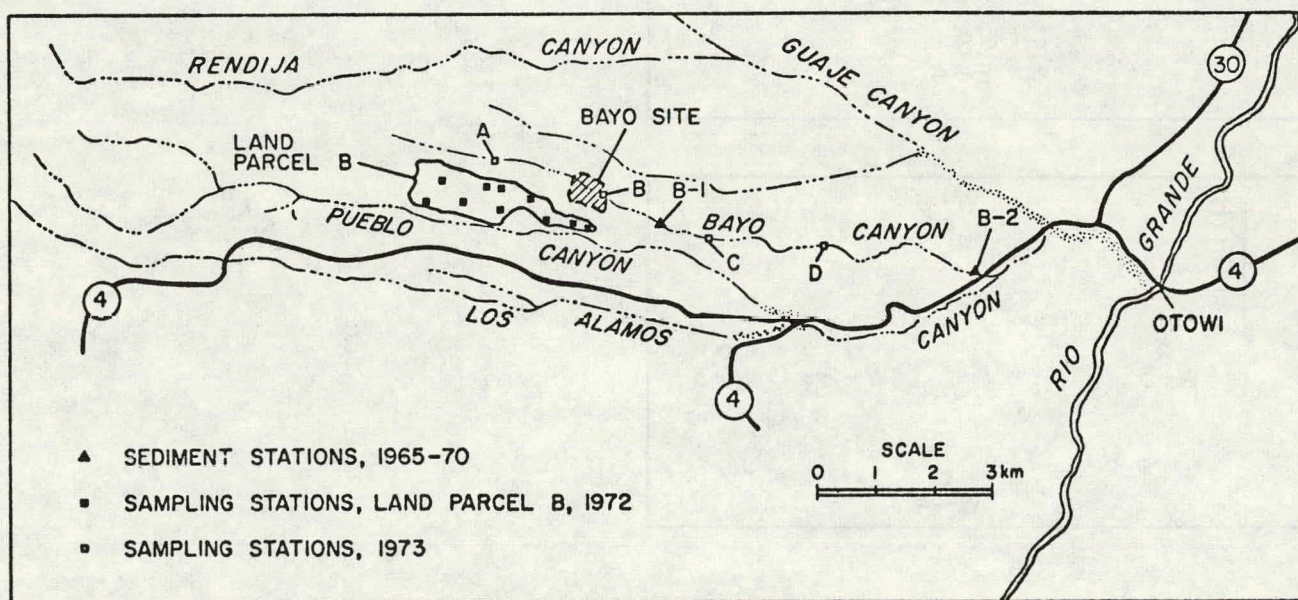 RENDIJA
CANYON
GUAJE CANYON
30
LAND
PARCEL B
A
BAYO SITE
B
B-1
BAYO
CANYON
B-2
C
D
PUEBLO
CANYON
LOS
ALAMOS
CANYON
4
4
4
RIO
GRANDE
OTOWI
SCALE
0 1 2 3 km
SEDIMENT STATIONS, 1965-70
SAMPLING STATIONS, LAND PARCEL B, 1972
SAMPLING STATIONS, 1973